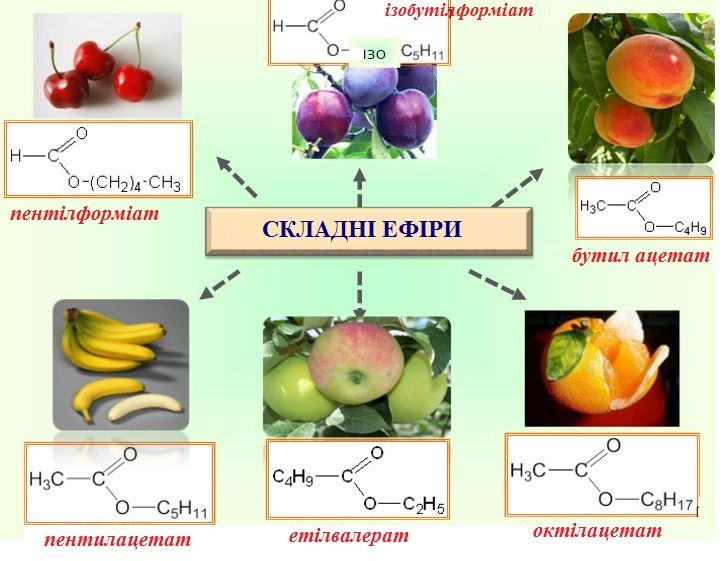 ізобутілформіат
H C O O- ізо C5H11
H C O O-(CH2)4-CH3
пентілформіат
СКЛАДНІ ЕФІРИ
H3C C O O C4H9
бутил ацетат
H3C C O O C5H11
пентилацетат
C4H9 C O O C2H5
етілвалерат
H3C C O O C8H17
октілацетат